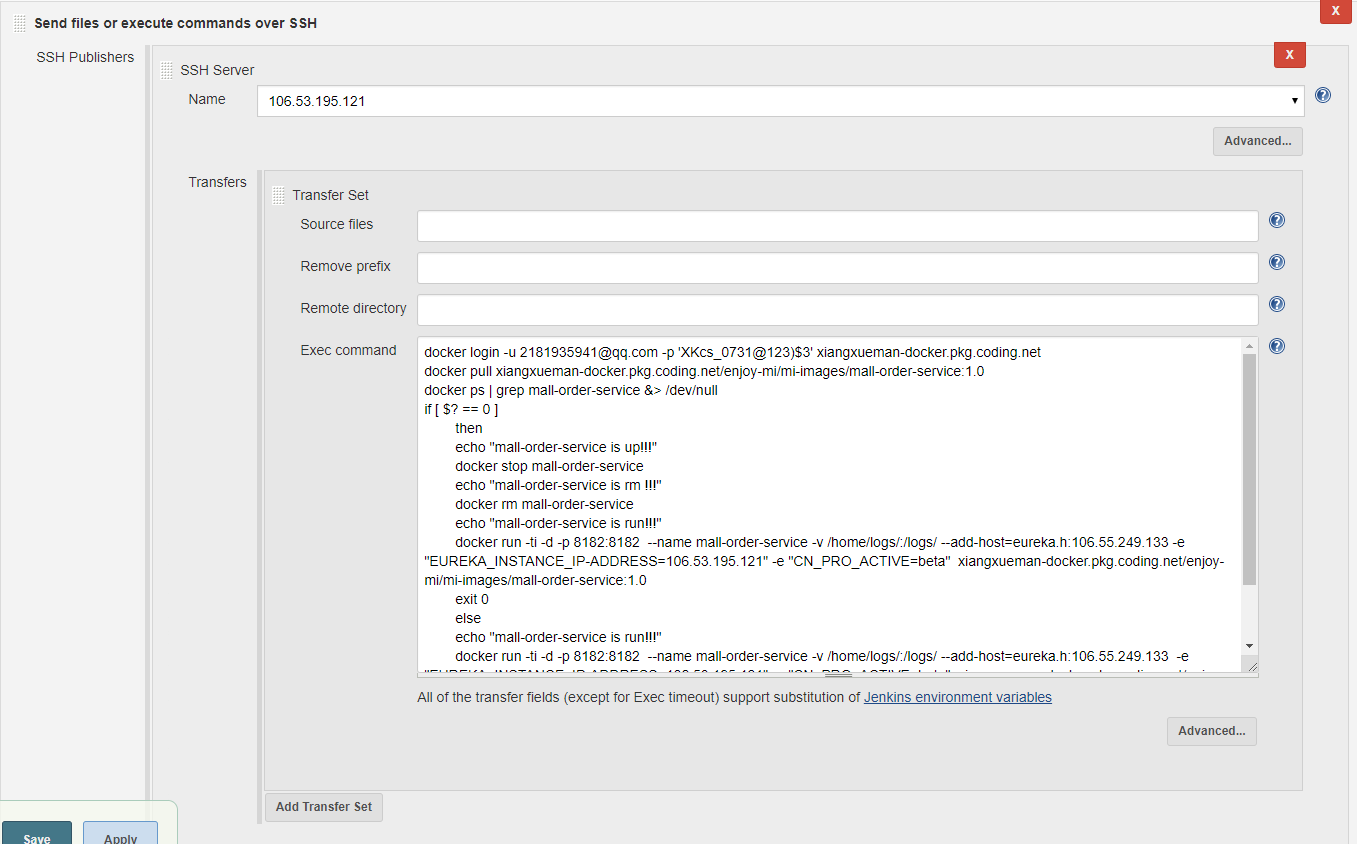 X
Send files or execute commands over SSH
SSH Publishers
X
SSH Server
Name
106.53.195.121
Advanced...
Transfers
Transfer Set
Source files
Remove prefix
Remote directory
Exec command
docker login -u 2181935941@qq.com -p 'XKcs_0731@123)$3' xiangxueman-docker.pkg.coding.net
docker pull xiangxueman-docker.pkg.coding.net/enjoy-mi/mi-images/mall-order-service:1.0
docker ps | grep mall-order-service &> /dev/null
if [ $? == 0 ]
then
echo "mall-order-service is up!!!"
docker stop mall-order-service
echo "mall-order-service is rm !!!"
docker rm mall-order-service
echo "mall-order-service is run!!!"
docker run -ti -d -p 8182:8182  --name mall-order-service -v /home/logs/:/logs/ --add-host=eureka.h:106.55.249.133 -e
"EUREKA_INSTANCE_IP-ADDRESS=106.53.195.121" -e "CN_PRO_ACTIVE=beta"  xiangxueman-docker.pkg.coding.net/enjoy-
mi/mi-images/mall-order-service:1.0
exit 0
else
echo "mall-order-service is run!!!"
docker run -ti -d -p 8182:8182  --name mall-order-service -v /home/logs/:/logs/ --add-host=eureka.h:106.55.249.133  -e
All of the transfer fields (except for Exec timeout) support substitution of Jenkins environment variables
Advanced...
Add Transfer Set
Save
Apply